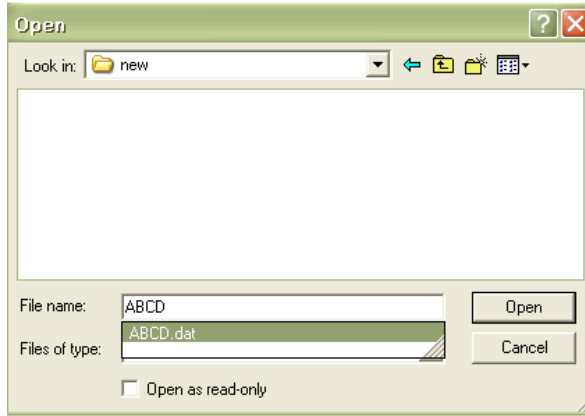 Open
Look in: new
File name: ABCD
Open
ABCD.dat
Files of type:
Cancel
Open as read-only